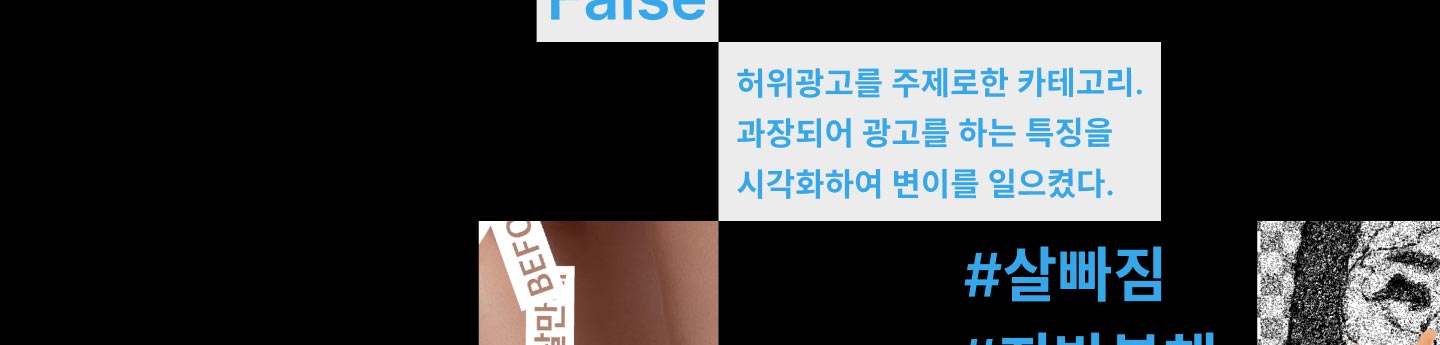 False
허위광고를 주제로한 카테고리.
과장되어 광고를 하는 특징을
시각화하여 변이를 일으켰다.
BEFO
#살빠짐